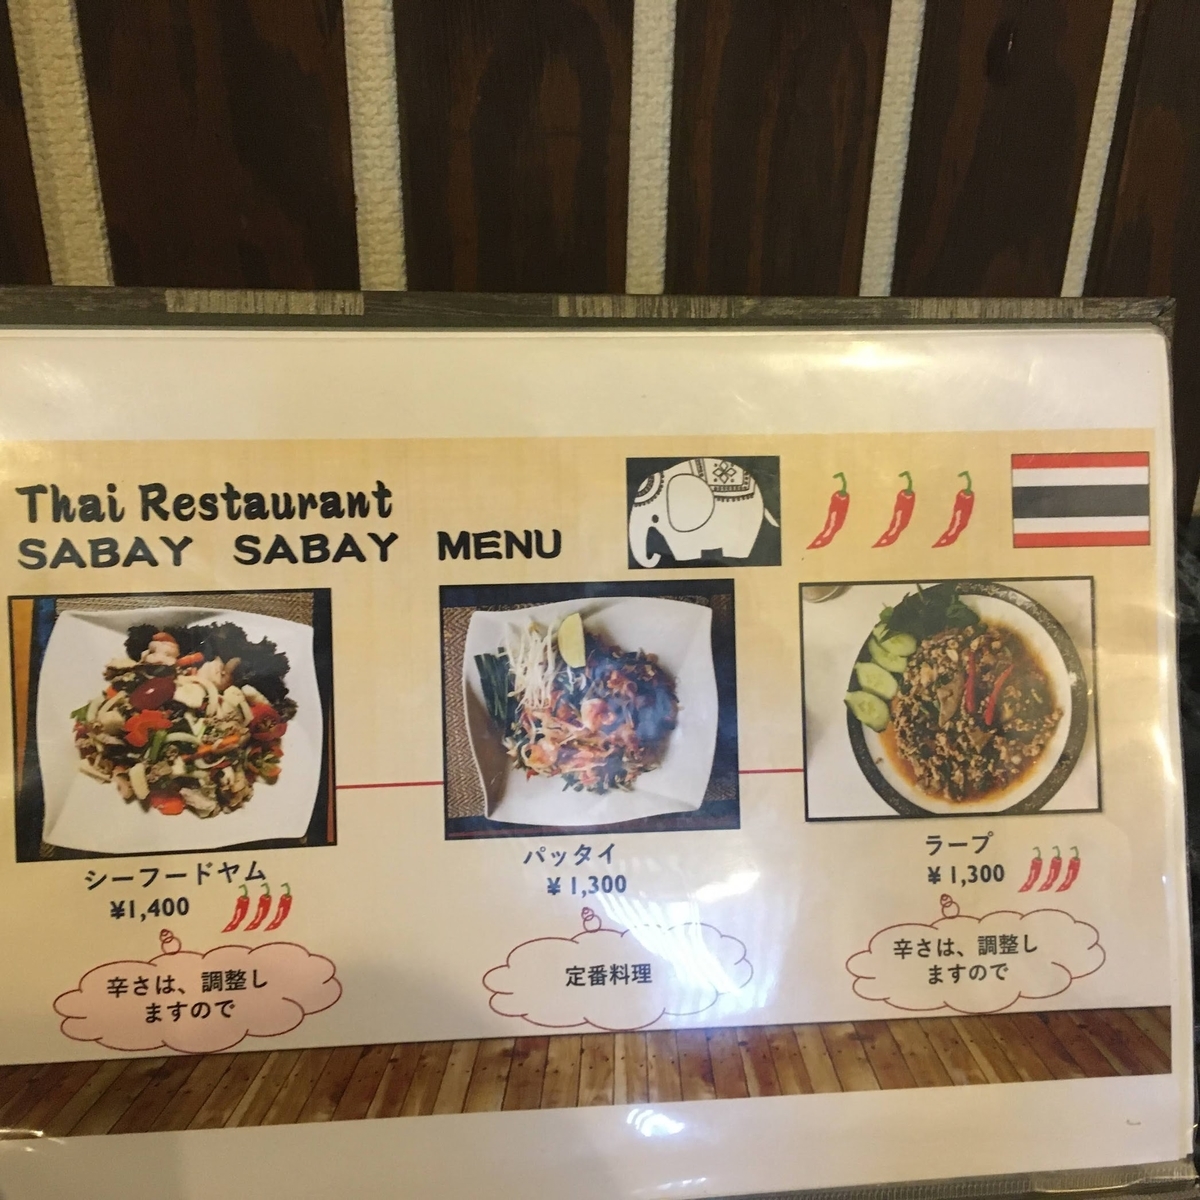 Thai Restaurant
SABAY SABAY MENU
シーフードヤム
¥1,400
辛さは、調整し
ますので
パッタイ
¥1,300
定番料理
ラープ
¥1,300
辛さは、調整し
ますので